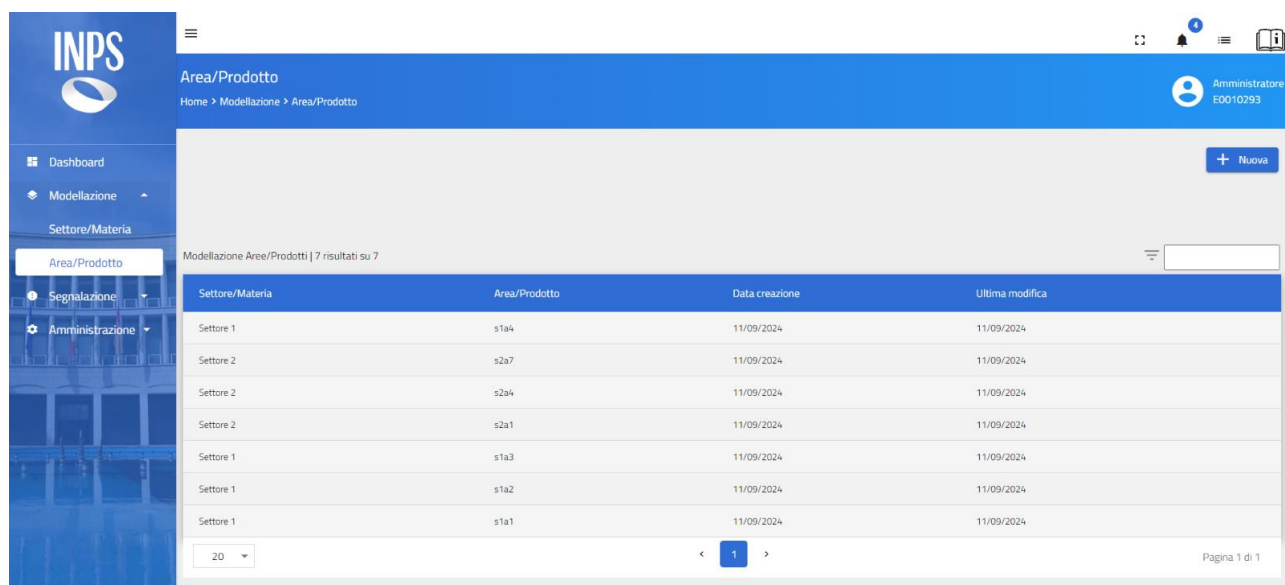 INPS
4
Area/Prodotto
Home > Modellazione > Area/Prodotto
Amministratore
E0010293
Dashboard
Modellazione
Settore/Materia
Area/Prodotto
Segnalazione
Amministrazione
+ Nuova
Modellazione Aree/Prodotti | 7 risultati su 7
Settore/Materia Area/Prodotto Data creazione Ultima modifica
Settore 1 s1a4 11/09/2024 11/09/2024
Settore 2 s2a7 11/09/2024 11/09/2024
Settore 2 s2a4 11/09/2024 11/09/2024
Settore 2 s2a1 11/09/2024 11/09/2024
Settore 1 s1a3 11/09/2024 11/09/2024
Settore 1 s1a2 11/09/2024 11/09/2024
Settore 1 s1a1 11/09/2024 11/09/2024
20 < 1 > Pagina 1 di 1